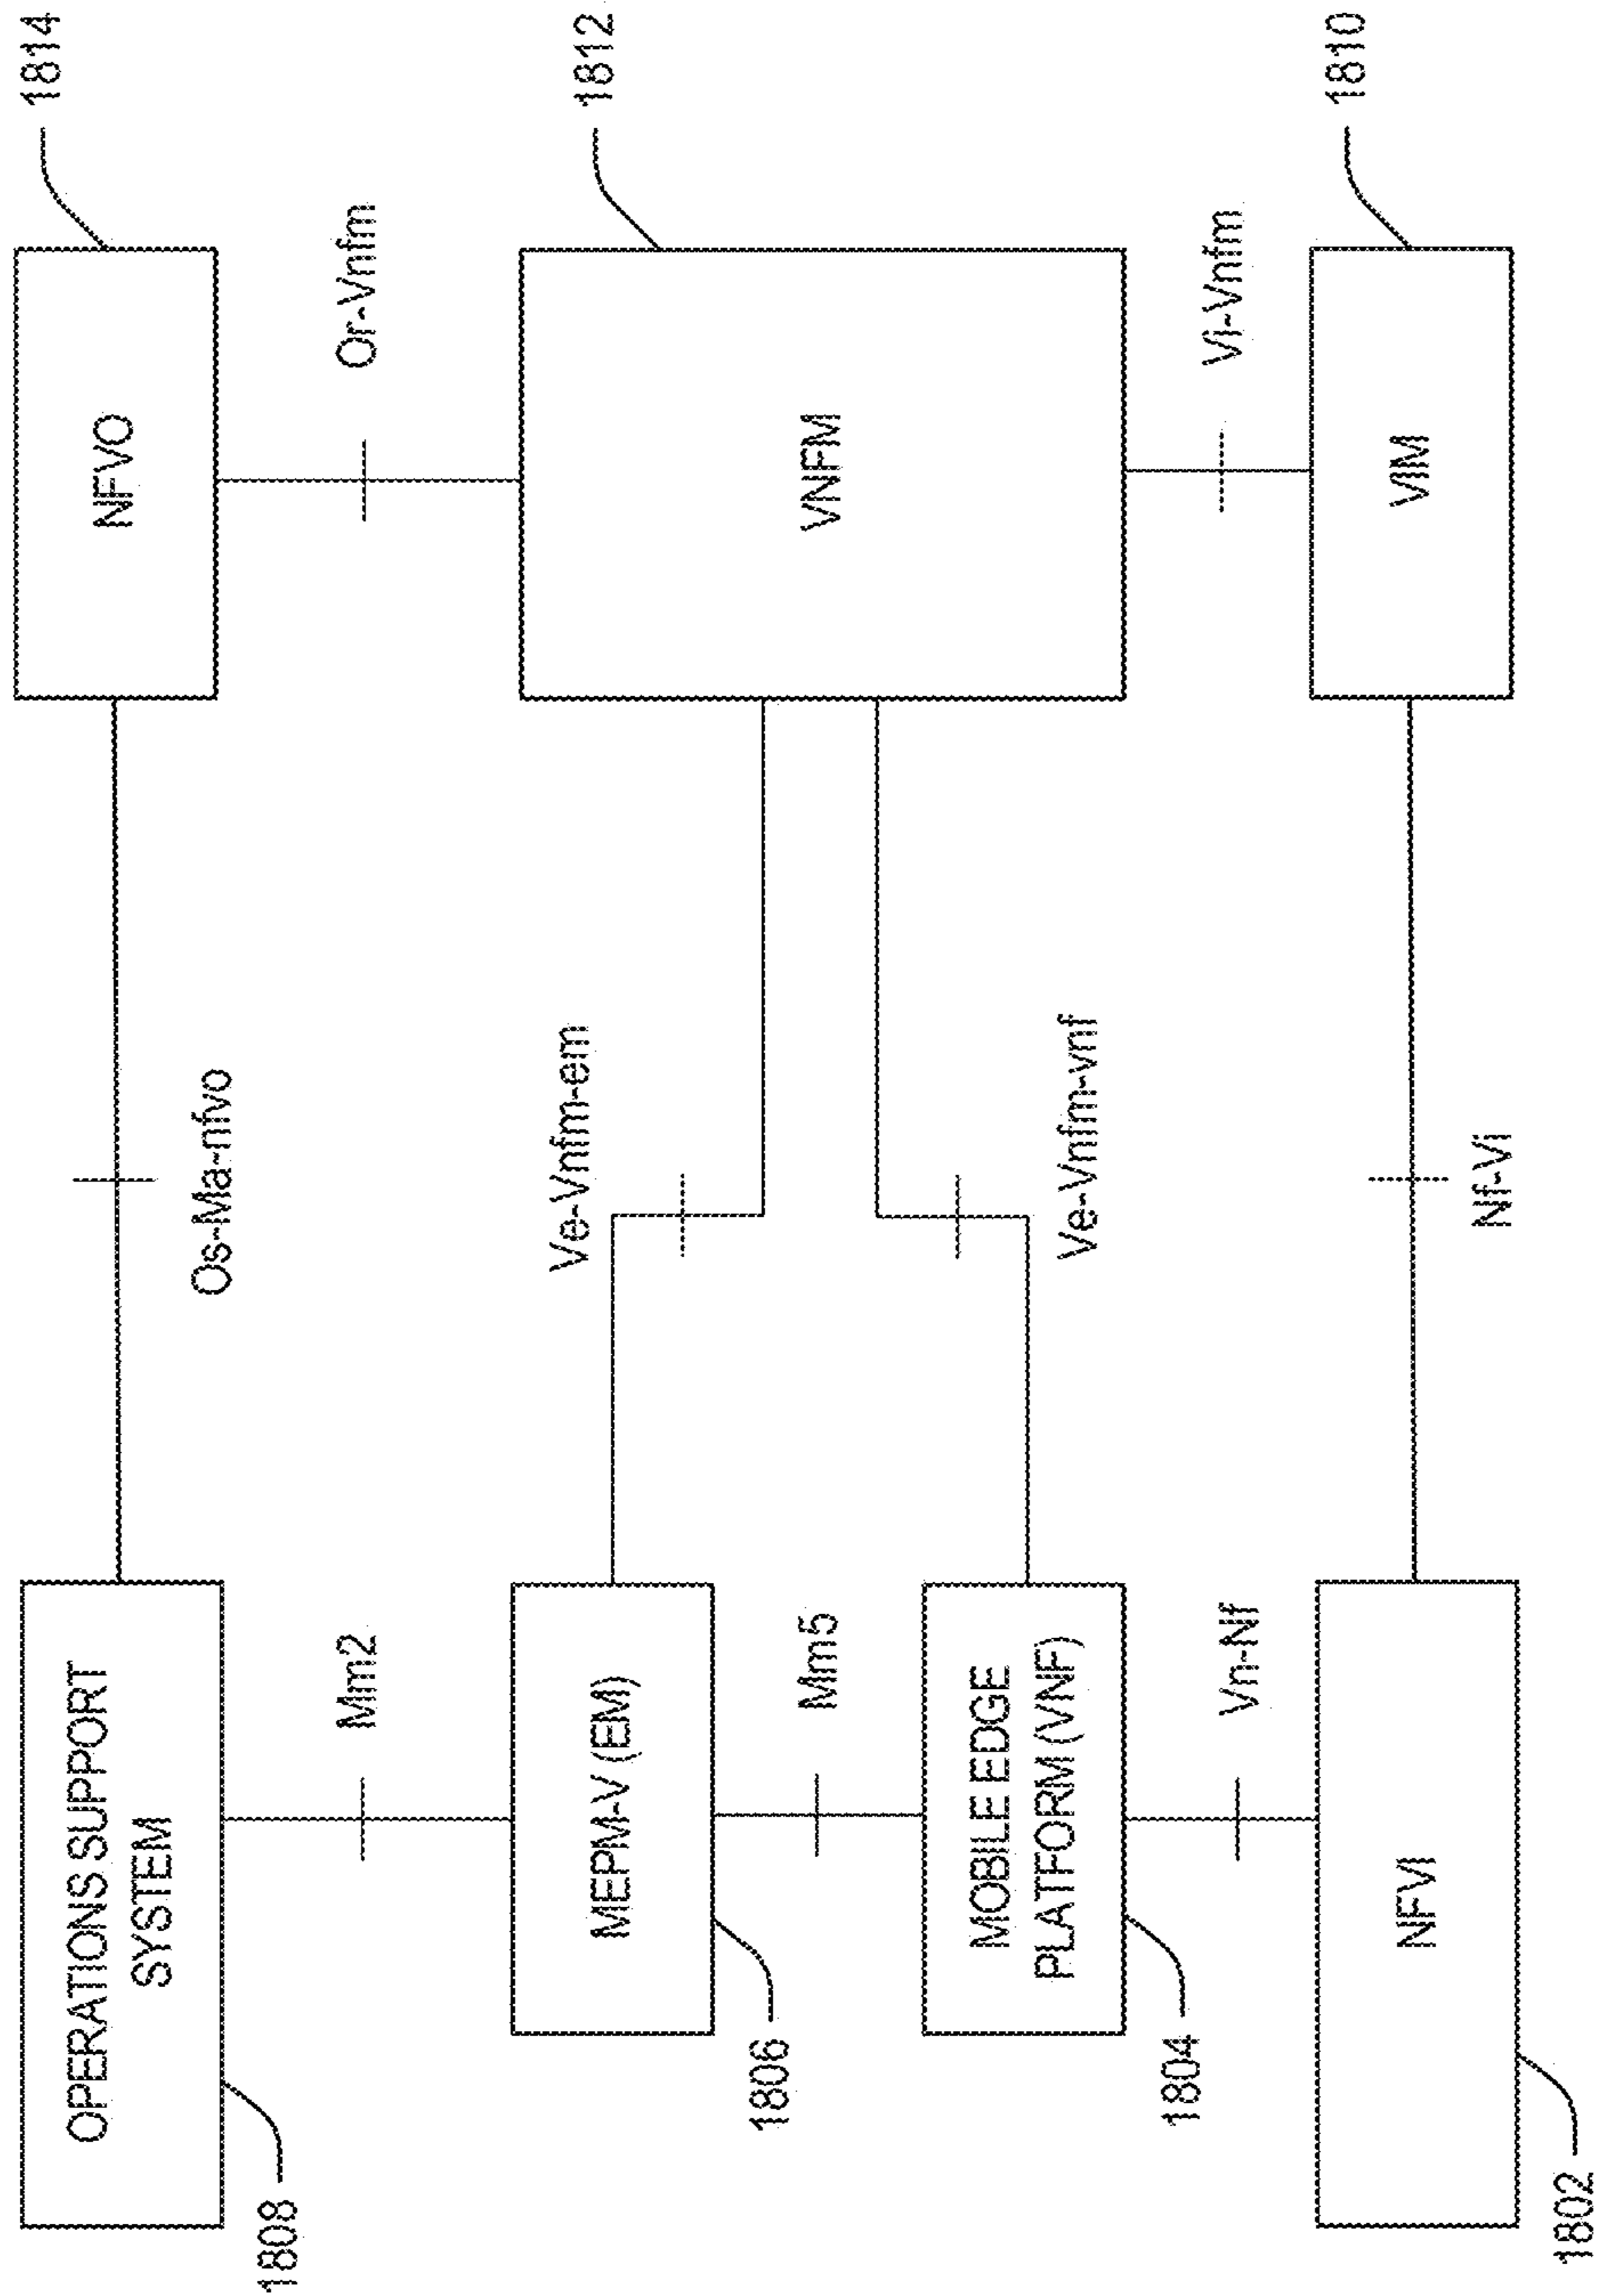 OPERATIONS SUPPORT
SYSTEM
1808
Os-Ma-nfvo
NFVO
1814
Mm2
Or-Vnfm
MEPM-V (EM)
1806
Ve-Vnfm-em
VNFM
1812
Mm5
MOBILE EDGE
PLATFORM (VNF)
1804
Ve-Vnfm-vnf
Vn-Nf
Vi-Vnfm
NFVI
1802
Nf-Vi
VIM
1810